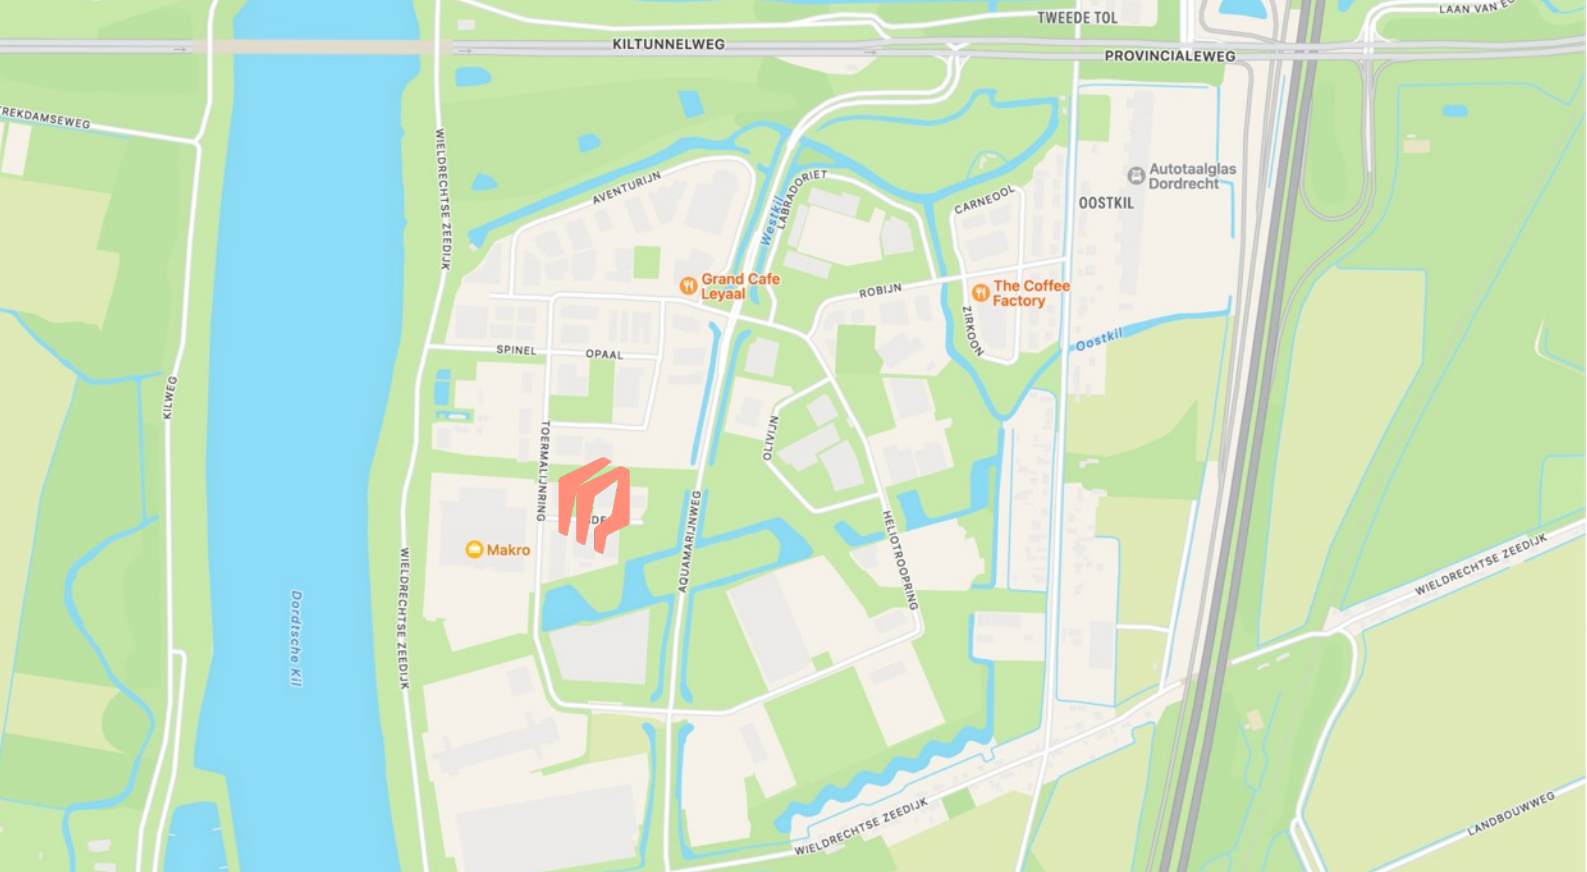 TWEEDE TOL
LAAN VAN
KILTUNNELWEG
PROVINCIALEWEG
TREKDAMSEWEG
WIELDRECHTSE ZEEDIJK
AVENTURIJN
LABRADORIET
Westkil
CARNEOOL
Autotaalglas
Dordrecht
OOSTKIL
Grand Cafe
Leyaal
ROBIJN
The Coffee
Factory
ZIRKOON
Oostkil
SPINEL
OPAAL
KILWEG
OLIVIJN
TOERMALIJNRING
AQUAMARIJNWEG
HELIOTROOPRING
Makro
WIELDRECHTSE ZEEDIJK
WIELDRECHTSE ZEEDIJK
Dordtsche Kil
WIELDRECHTSE ZEEDIJK
LANDBOUWWEG